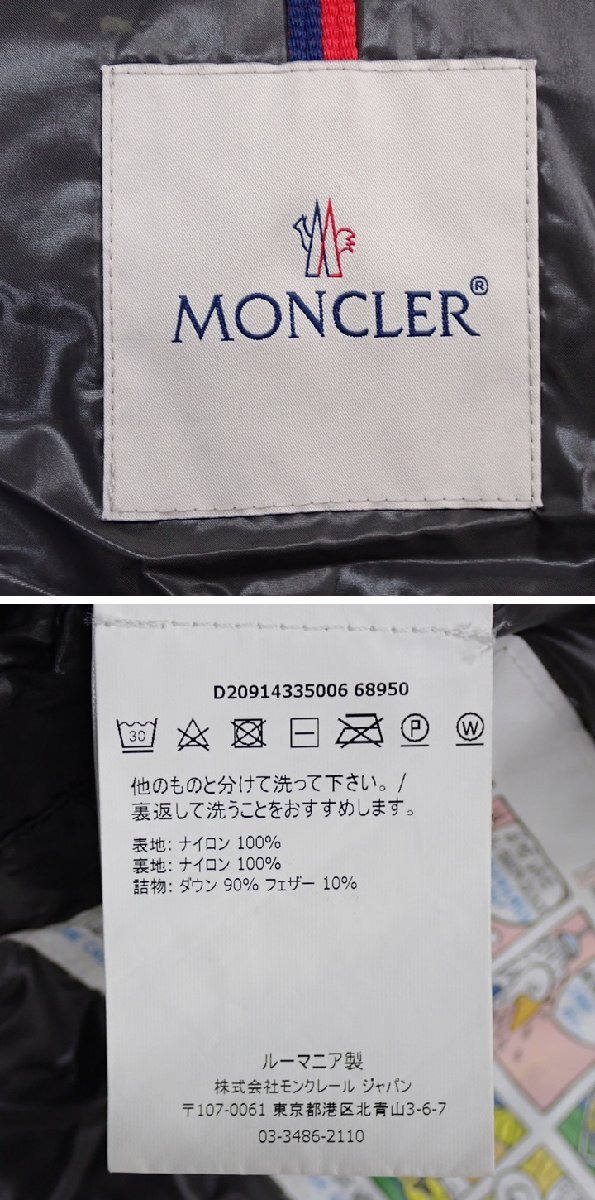 MONCLER®
D20914335006 68950
30
P
W
他のものと分けて洗って下さい。/
裏返して洗うことをおすすめします。
表地: ナイロン 100%
裏地: ナイロン 100%
詰物: ダウン 90% フェザー 10%
ルーマニア製
株式会社モンクレール ジャパン
〒107-0061 東京都港区北青山3-6-7
03-3486-2110